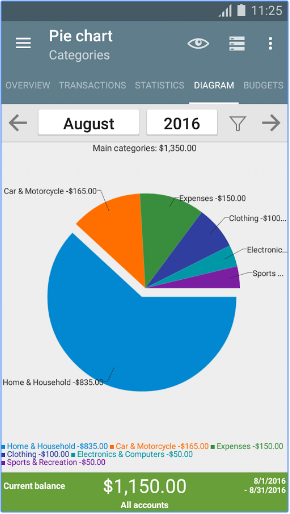 11:25
Pie chart
Categories
OVERVIEW TRANSACTIONS STATISTICS DIAGRAM BUDGETS
August 2016
Main categories: $1,350.00
Car & Motorcycle -$165.00
Expenses -$150.00
Clothing -$100...
Electronic...
Sports ...
Home & Household -$835.00
Home & Household -$835.00 Car & Motorcycle -$165.00 Expenses -$150.00
Clothing -$100.00 Electronics & Computers -$50.00
Sports & Recreation -$50.00
Current balance $1,150.00 8/1/2016
- 8/31/2016
All accounts